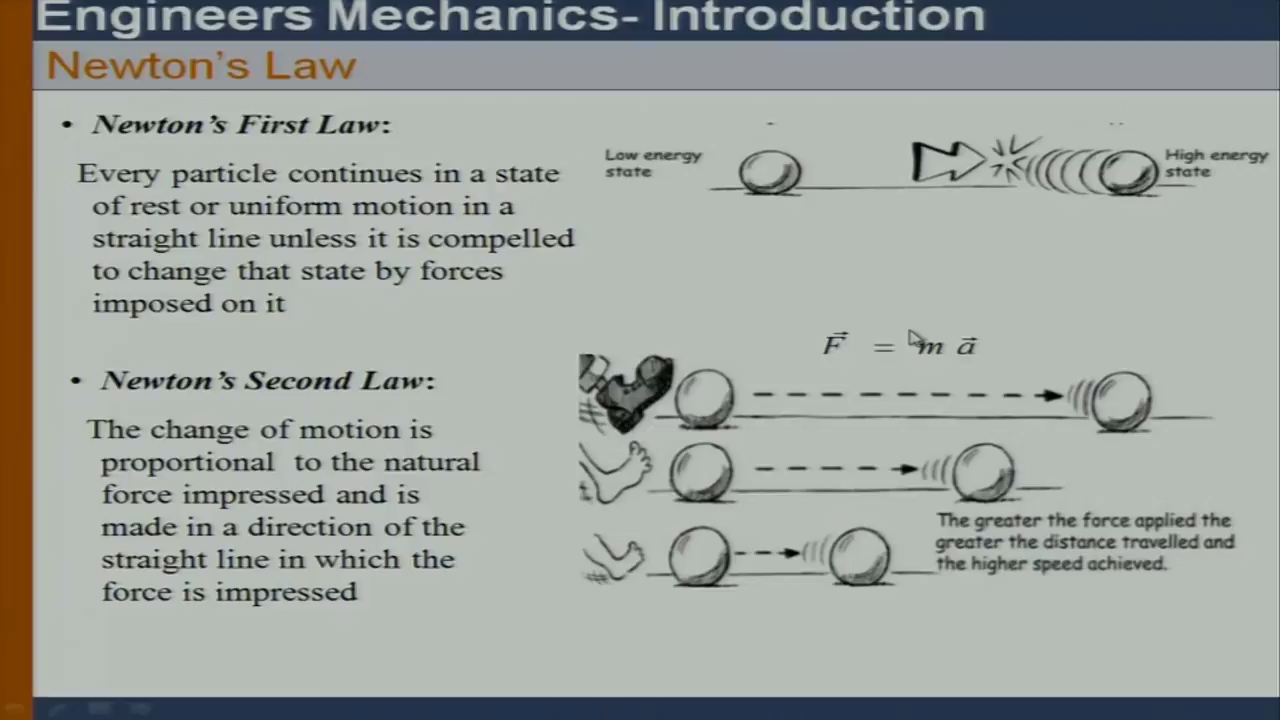 Engineers Mechanics- Introduction
Newton's Law
• Newton's First Law:
Every particle continues in a state
of rest or uniform motion in a
straight line unless it is compelled
to change that state by forces
imposed on it
Low energy
state
High energy
state
F⃗ = m a⃗
• Newton's Second Law:
The change of motion is
proportional to the natural
force impressed and is
made in a direction of the
straight line in which the
force is impressed
The greater the force applied the
greater the distance travelled and
the higher speed achieved.